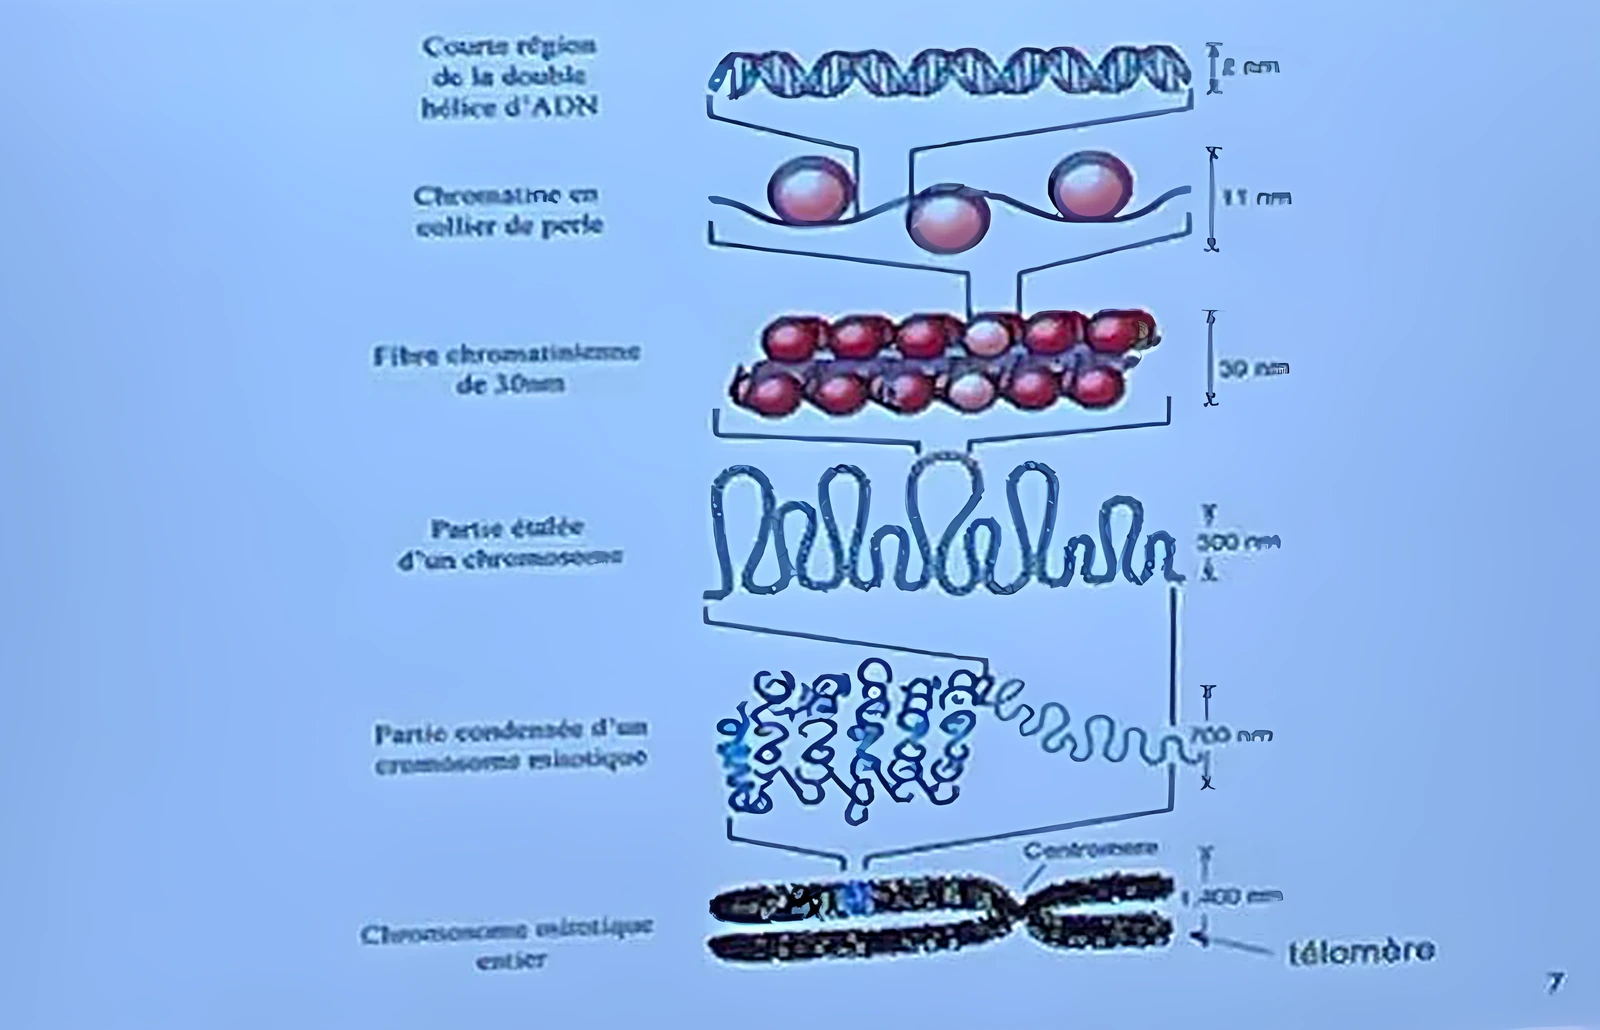 Courte région
de la double
hélice d'ADN
2 nm
Chromatine en
collier de perle
11 nm
Fibre chromatinienne
de 30nm
30 nm
Partie étalée
d'un chromosome
300 nm
Partie condensée d'un
cromosome mitotique
700 nm
Centromere
1,400 nm
Chromosome mitotique
entier
télomère
7